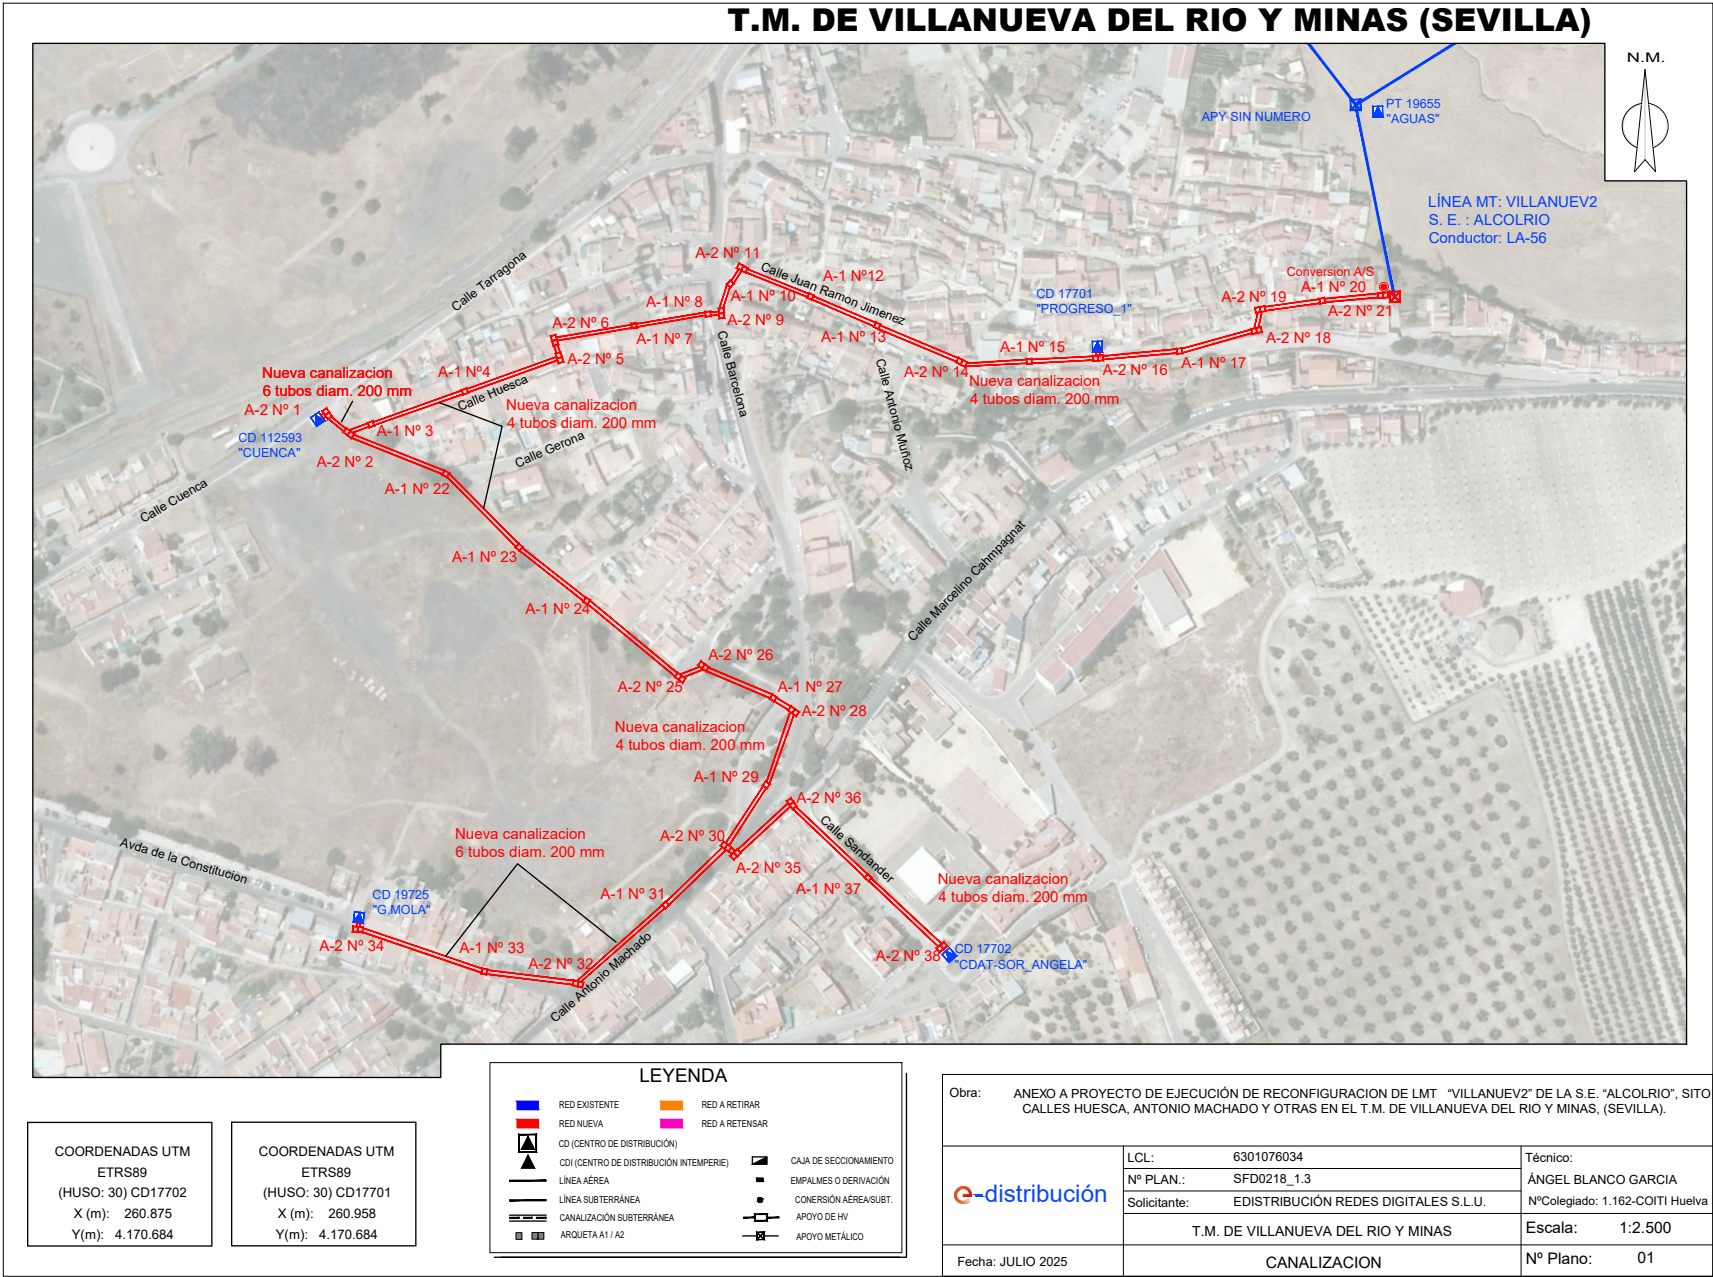 T.M. DE VILLANUEVA DEL RIO Y MINAS (SEVILLA)
N.M.
PT 19655
"AGUAS"
APY SIN NUMERO
LÍNEA MT: VILLANUEV2
S. E. : ALCOLRIO
Conductor: LA-56
Conversion A/S
A-1 Nº 20
A-2 Nº 19
A-2 Nº 21
A-2 Nº 18
A-1 Nº 17
A-2 Nº 16
A-1 Nº 15
CD 17701
"PROGRESO_1"
A-2 Nº 14
Nueva canalizacion
4 tubos diam. 200 mm
A-2 Nº 11
Calle Juan Ramon Jimenez
A-1 Nº12
A-1 Nº 10
A-1 Nº 13
A-1 Nº 8
A-2 Nº 9
A-2 Nº 6
A-1 Nº 7
A-2 Nº 5
A-1 Nº4
Calle Tarragona
Calle Huesca
Calle Barcelona
Calle Antonio Muñoz
Nueva canalizacion
6 tubos diam. 200 mm
A-2 Nº 1
CD 112593
"CUENCA"
A-1 Nº 3
A-2 Nº 2
Nueva canalizacion
4 tubos diam. 200 mm
Calle Gerona
A-1 Nº 22
Calle Cuenca
A-1 Nº 23
A-1 Nº 24
Calle Marcelino Cahmpagnat
A-2 Nº 26
A-2 Nº 25
A-1 Nº 27
A-2 Nº 28
Nueva canalizacion
4 tubos diam. 200 mm
A-1 Nº 29
A-2 Nº 36
A-2 Nº 30
A-2 Nº 35
Calle Sandander
A-1 Nº 37
Nueva canalizacion
4 tubos diam. 200 mm
Nueva canalizacion
6 tubos diam. 200 mm
Avda de la Constitucion
CD 19725
"G.MOLA"
A-1 Nº 31
A-2 Nº 34
A-1 Nº 33
A-2 Nº 32
Calle Antonio Machado
A-2 Nº 38
CD 17702
"CDAT-SOR_ANGELA"
COORDENADAS UTM
ETRS89
(HUSO: 30) CD17702
X (m): 260.875
Y(m): 4.170.684
COORDENADAS UTM
ETRS89
(HUSO: 30) CD17701
X (m): 260.958
Y(m): 4.170.684
LEYENDA
RED EXISTENTE
RED A RETIRAR
RED NUEVA
RED A RETENSAR
CD (CENTRO DE DISTRIBUCIÓN)
CDI (CENTRO DE DISTRIBUCIÓN INTEMPERIE)
CAJA DE SECCIONAMIENTO
LÍNEA AÉREA
EMPALMES O DERIVACIÓN
LÍNEA SUBTERRÁNEA
CONERSIÓN AÉREA/SUBT.
CANALIZACIÓN SUBTERRÁNEA
APOYO DE HV
ARQUETA A1 / A2
APOYO METÁLICO
Obra: ANEXO A PROYECTO DE EJECUCIÓN DE RECONFIGURACION DE LMT "VILLANUEV2" DE LA S.E. "ALCOLRIO", SITO
CALLES HUESCA, ANTONIO MACHADO Y OTRAS EN EL T.M. DE VILLANUEVA DEL RIO Y MINAS, (SEVILLA).
e-distribución
LCL: 6301076034
Nº PLAN.: SFD0218_1.3
Solicitante: EDISTRIBUCIÓN REDES DIGITALES S.L.U.
T.M. DE VILLANUEVA DEL RIO Y MINAS
Técnico:
ÁNGEL BLANCO GARCIA
NºColegiado: 1.162-COITI Huelva
Escala: 1:2.500
Fecha: JULIO 2025
CANALIZACION
Nº Plano: 01